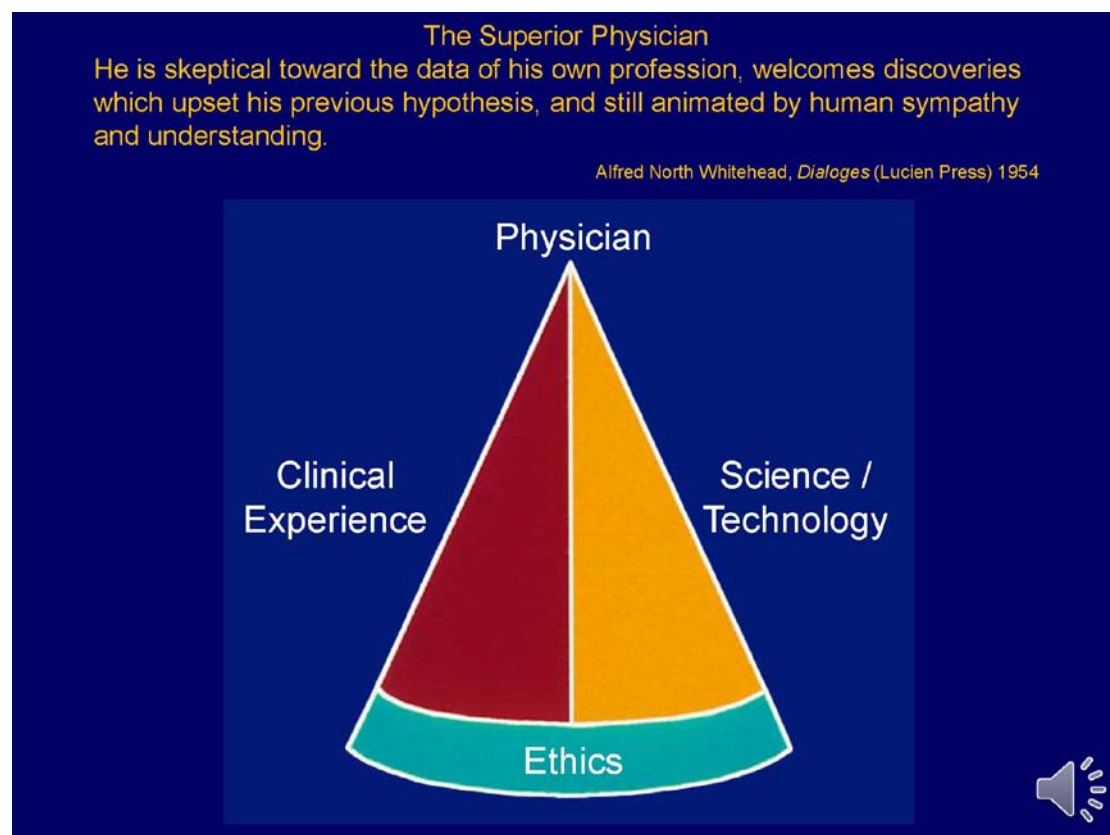 The Superior Physician
He is skeptical toward the data of his own profession, welcomes discoveries
which upset his previous hypothesis, and still animated by human sympathy
and understanding.
Alfred North Whitehead, Dialoges (Lucien Press) 1954
Physician
Clinical
Experience
Science /
Technology
Ethics